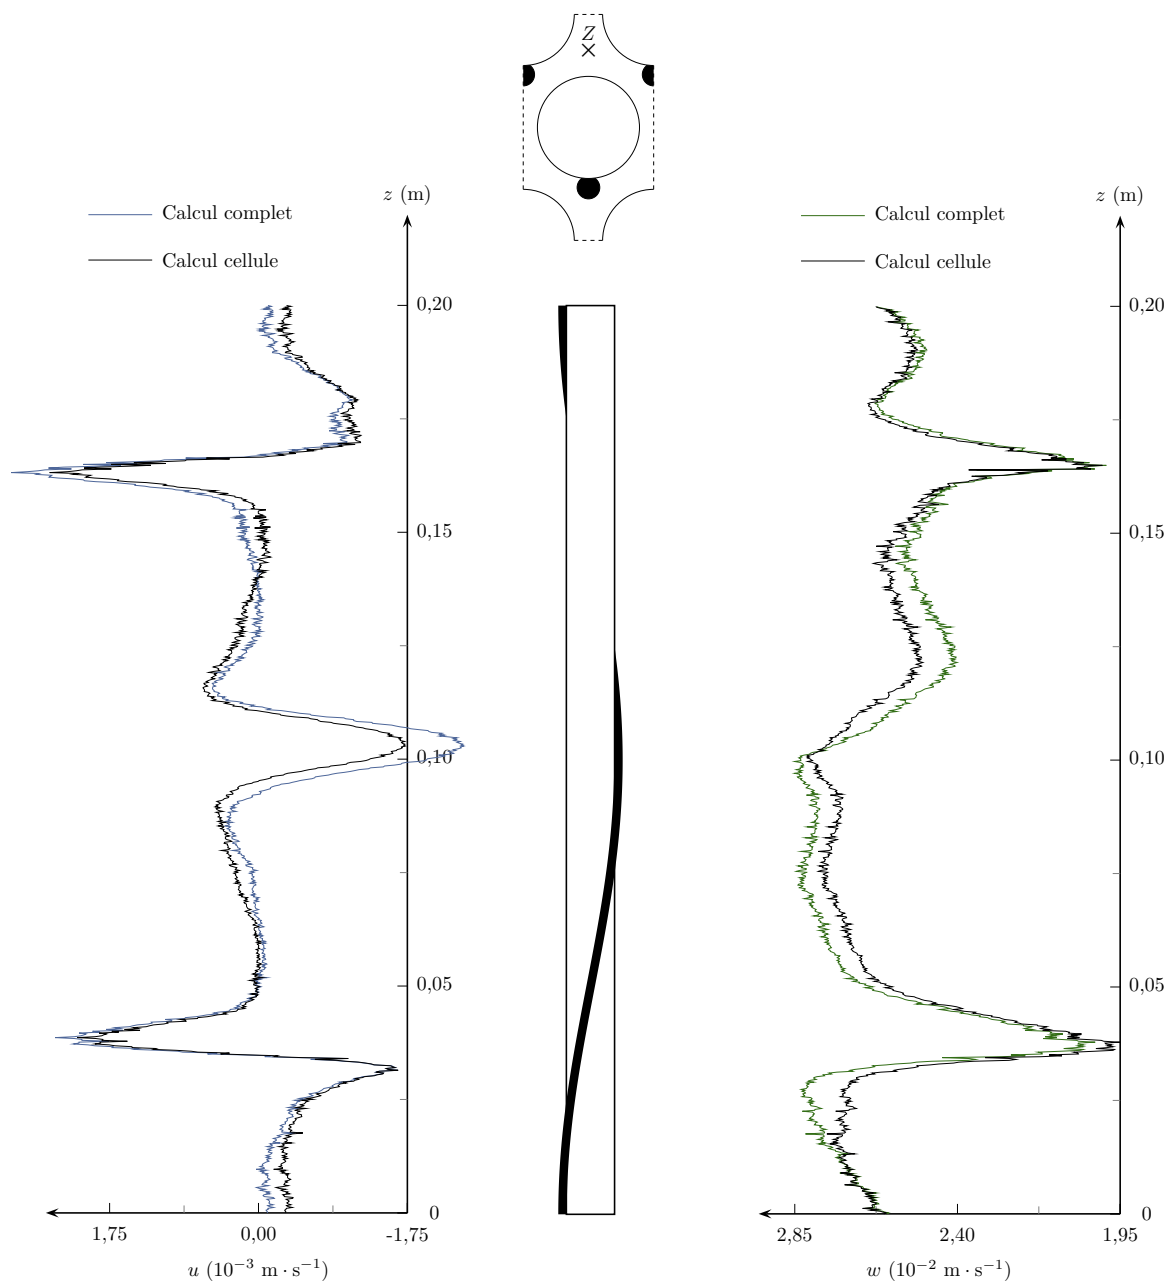 Z
z (m)
Calcul complet
Calcul cellule
0,20
0,15
0,10
0,05
0
1,75 0,00 -1,75
u (10⁻³ m · s⁻¹)
z (m)
Calcul complet
Calcul cellule
0,20
0,15
0,10
0,05
0
2,85 2,40 1,95
w (10⁻² m · s⁻¹)